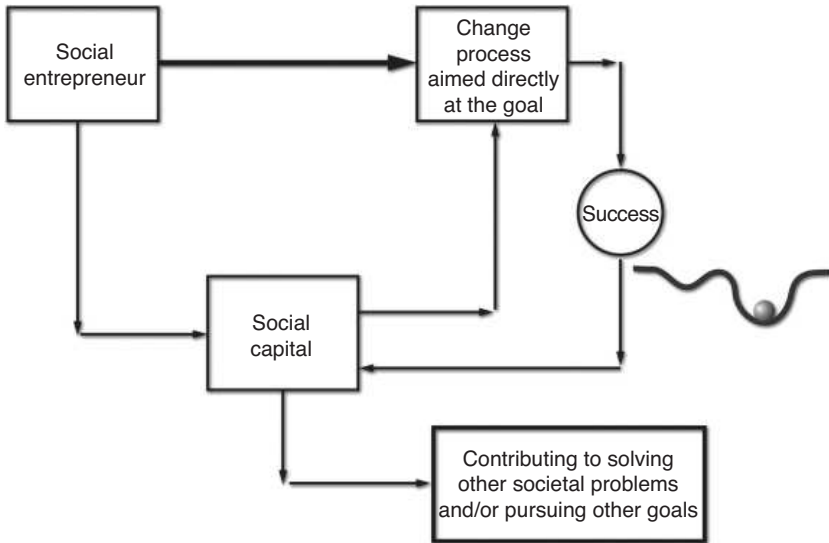 Social
entrepreneur
Change
process
aimed directly
at the goal
Success
Social
capital
Contributing to solving
other societal problems
and/or pursuing other goals